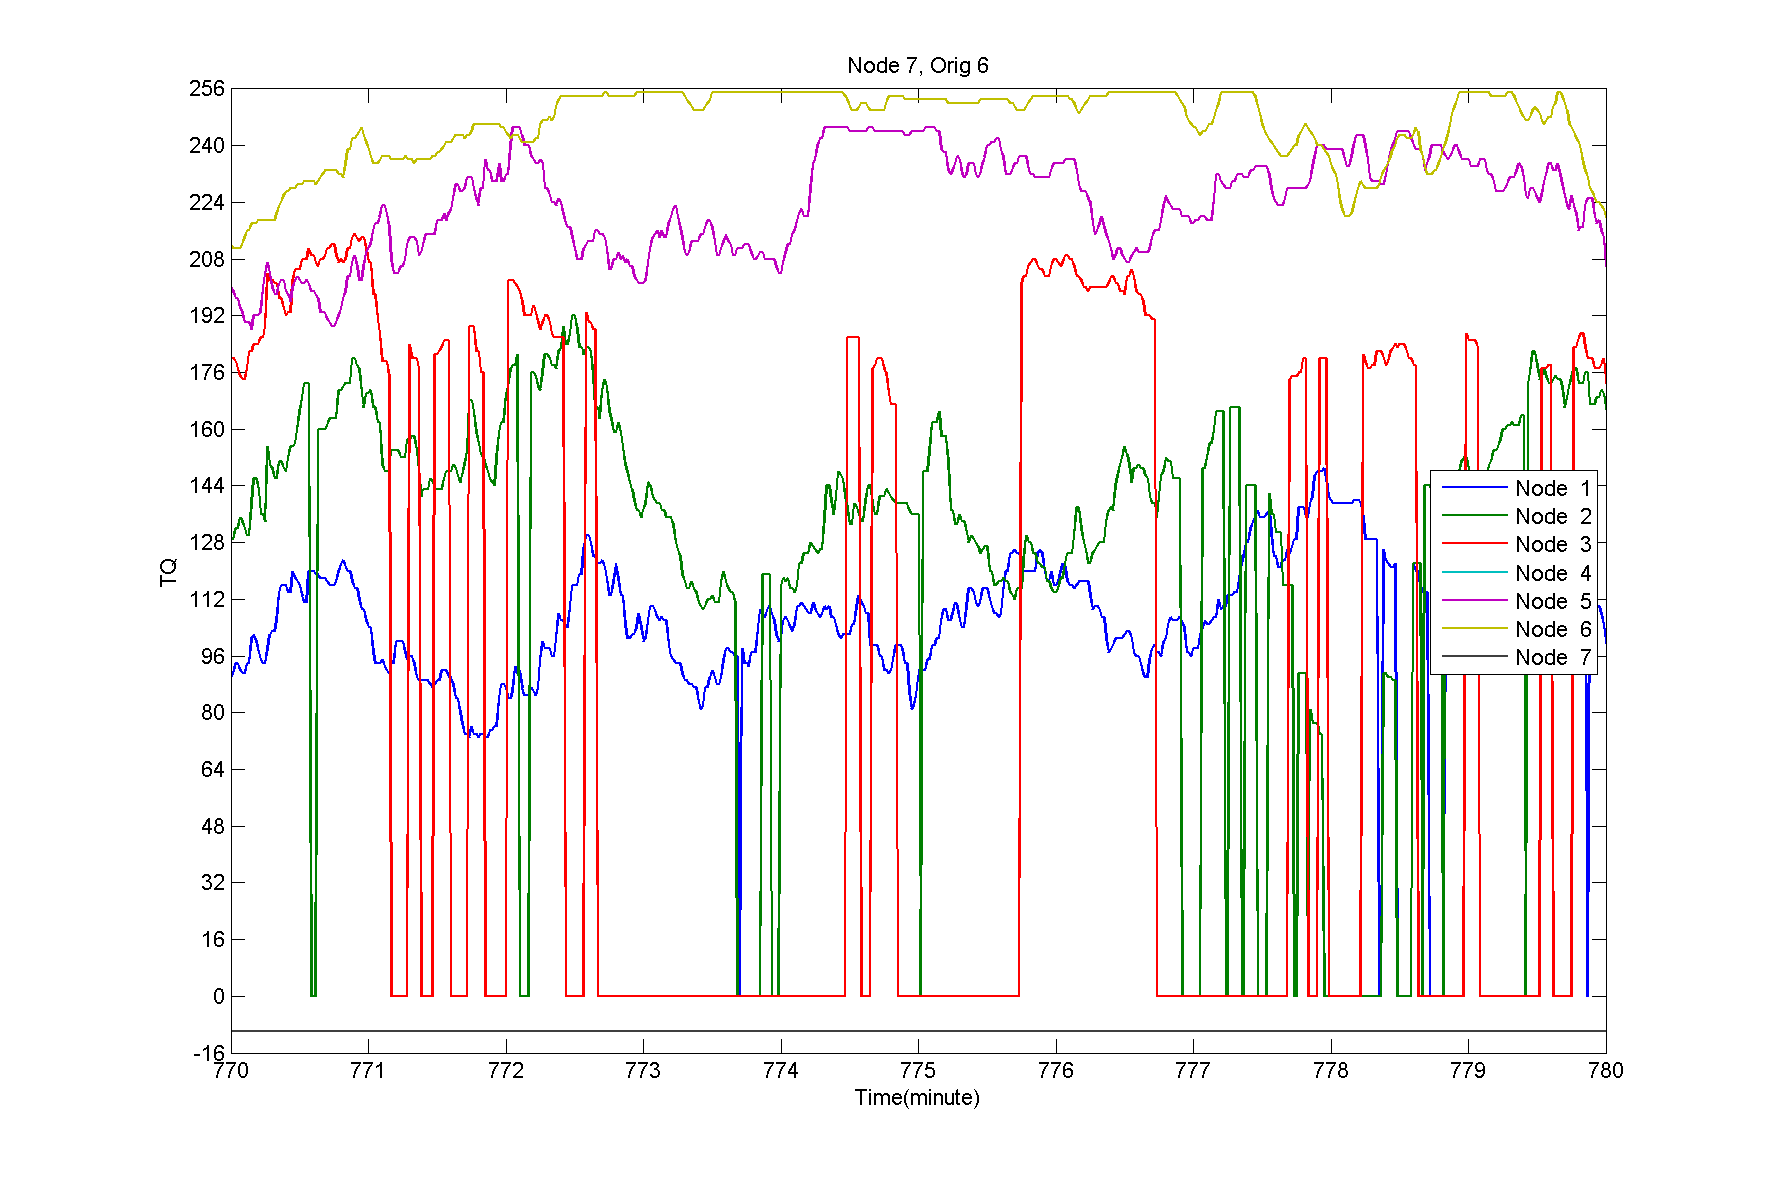 Node 7, Orig 6
256
240
224
208
192
176
160
144
128
112
96
80
64
48
32
16
0
-16
TQ
Node 1
Node 2
Node 3
Node 4
Node 5
Node 6
Node 7
770 771 772 773 774 775 776 777 778 779 780
Time(minute)